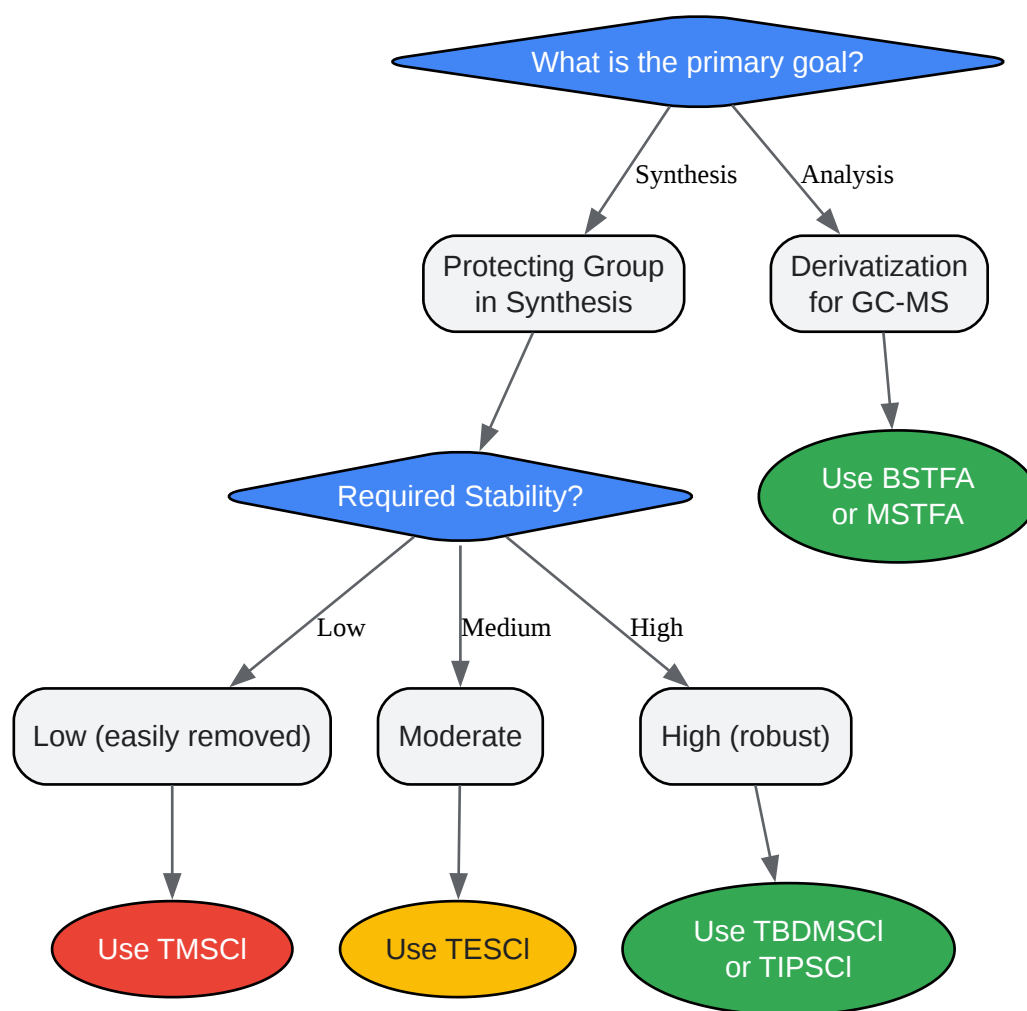 What is the primary goal?
Synthesis
Analysis
Protecting Group
in Synthesis
Derivatization
for GC-MS
Required Stability?
Use BSTFA
or MSTFA
Low
Medium
High
Low (easily removed)
Moderate
High (robust)
Use TMSCl
Use TESCl
Use TBDMSCl
or TIPSCl